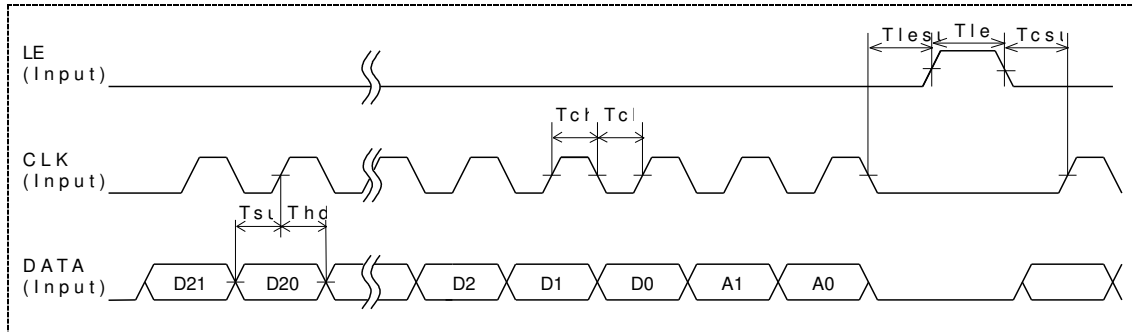 Tlesu Tle Tcsu
LE
(Input)
Tch Tcl
CLK
(Input)
Tsu Thd
DATA
(Input)
D21 D20 D2 D1 D0 A1 A0